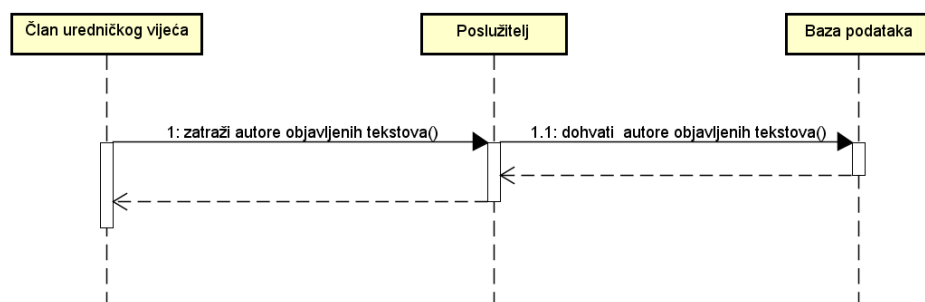 Član uredničkog vijeća
Poslužitelj
Baza podataka
1: zatraži autore objavljenih tekstova()
1.1: dohvati autore objavljenih tekstova()